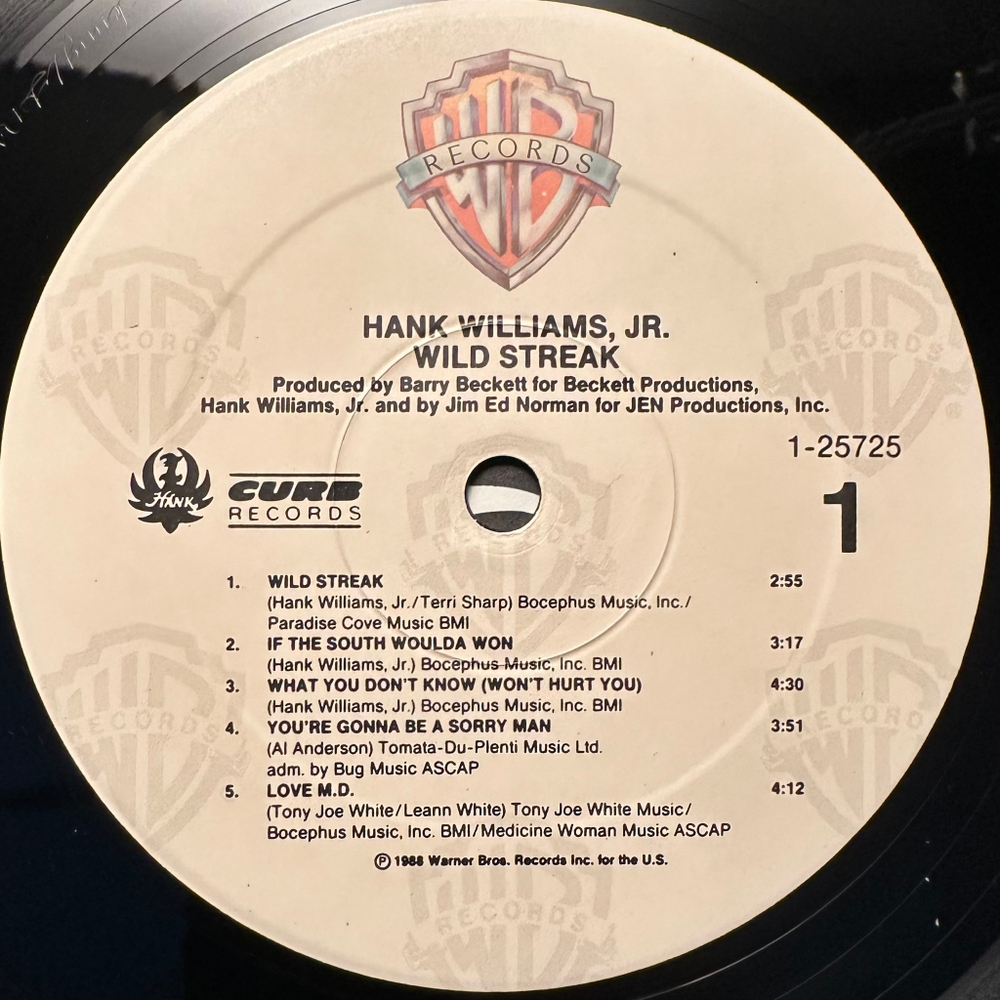 WB
RECORDS
HANK WILLIAMS, JR.
WILD STREAK
Produced by Barry Beckett for Beckett Productions,
Hank Williams, Jr. and by Jim Ed Norman for JEN Productions, Inc.
1-25725
HANK
CURB
RECORDS
1
1. WILD STREAK 2:55
(Hank Williams, Jr./Terri Sharp) Bocephus Music, Inc./
Paradise Cove Music BMI
2. IF THE SOUTH WOULDA WON 3:17
(Hank Williams, Jr.) Bocephus Music, Inc. BMI
3. WHAT YOU DON'T KNOW (WON'T HURT YOU) 4:30
(Hank Williams, Jr.) Bocephus Music, Inc. BMI
4. YOU'RE GONNA BE A SORRY MAN 3:51
(Al Anderson) Tomata-Du-Plenti Music Ltd.
adm. by Bug Music ASCAP
5. LOVE M.D. 4:12
(Tony Joe White/Leann White) Tony Joe White Music/
Bocephus Music, Inc. BMI/Medicine Woman Music ASCAP
Ⓟ 1988 Warner Bros. Records Inc. for the U.S.